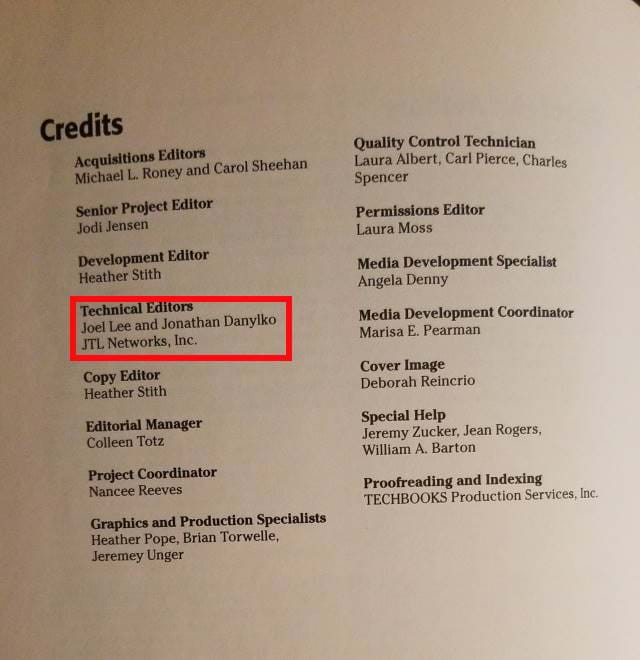 Credits
Acquisitions Editors
Michael L. Roney and Carol Sheehan
Senior Project Editor
Jodi Jensen
Development Editor
Heather Stith
Technical Editors
Joel Lee and Jonathan Danylko
JTL Networks, Inc.
Copy Editor
Heather Stith
Editorial Manager
Colleen Totz
Project Coordinator
Nancee Reeves
Graphics and Production Specialists
Heather Pope, Brian Torwelle,
Jeremey Unger
Quality Control Technician
Laura Albert, Carl Pierce, Charles
Spencer
Permissions Editor
Laura Moss
Media Development Specialist
Angela Denny
Media Development Coordinator
Marisa E. Pearman
Cover Image
Deborah Reincrio
Special Help
Jeremy Zucker, Jean Rogers,
William A. Barton
Proofreading and Indexing
TECHBOOKS Production Services, Inc.